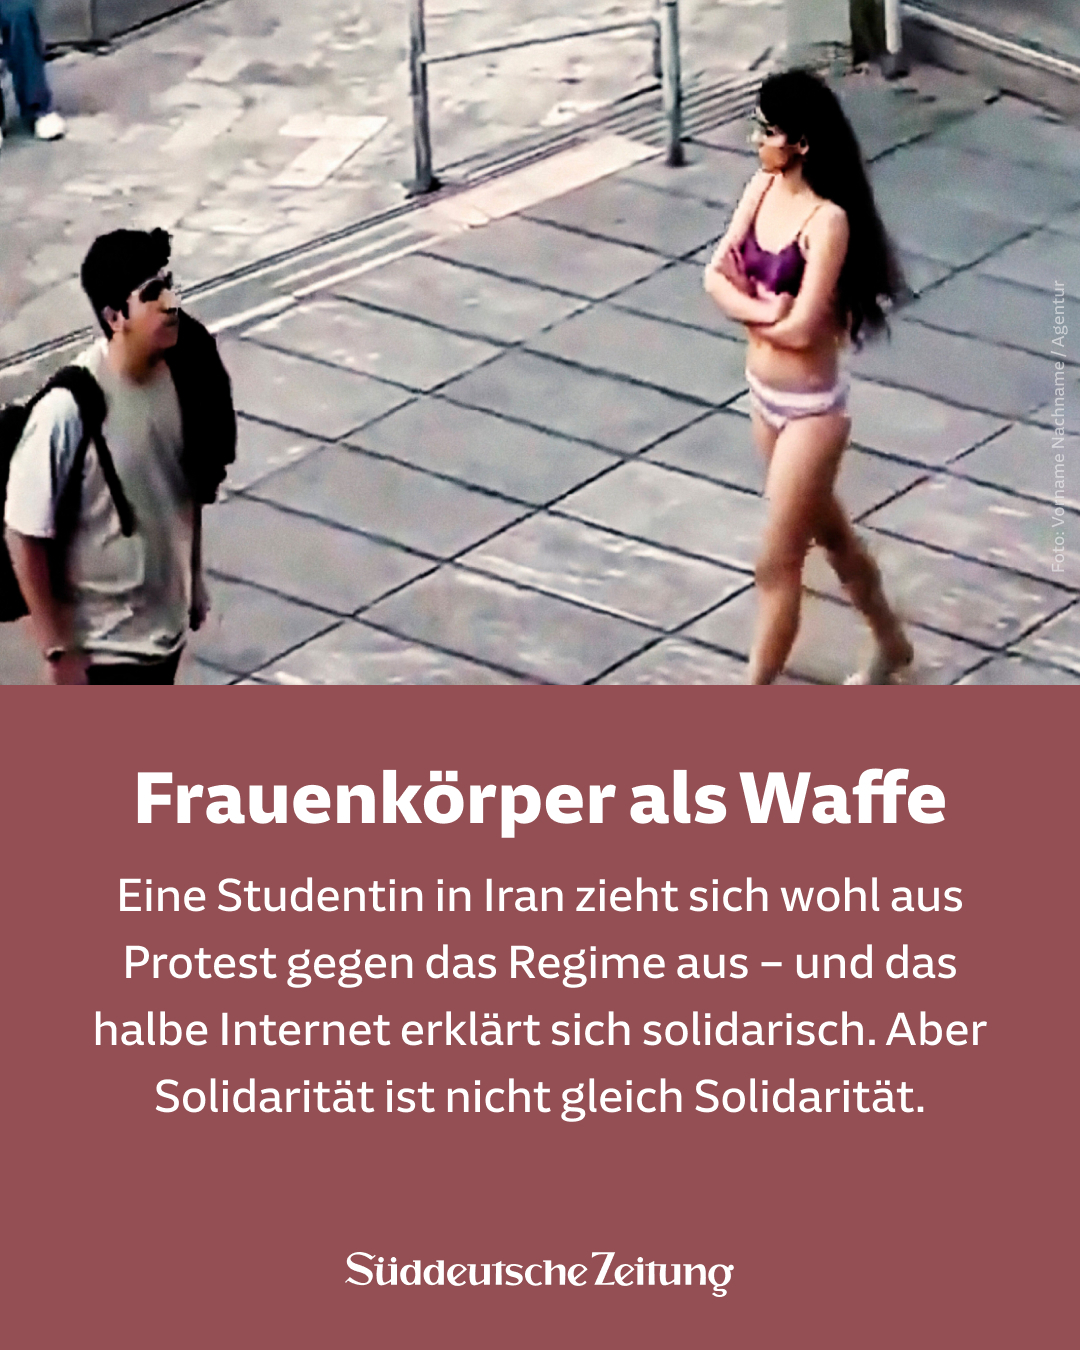 Foto: Vorname Nachname / Agentur
Frauenkörper als Waffe
Eine Studentin in Iran zieht sich wohl aus
Protest gegen das Regime aus – und das
halbe Internet erklärt sich solidarisch. Aber
Solidarität ist nicht gleich Solidarität.
Süddeutsche Zeitung